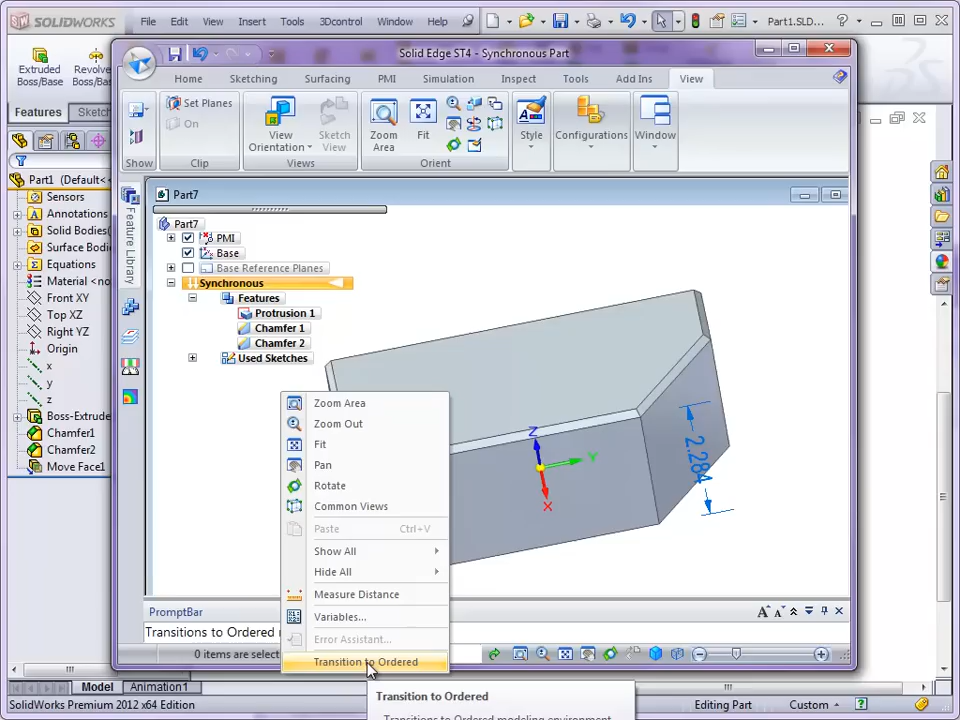 SOLIDWORKS
File Edit View Insert Tools 3Dcontrol Window Help
Part1.SLD...
Extruded
Boss/Base
Revolve
Boss/Bas
Features
Sketch
Part1 (Default<
Sensors
Annotations
Solid Bodies
Surface Bodi
Equations
Material <no
Front XY
Top XZ
Right YZ
Origin
x
y
z
Boss-Extrude
Chamfer1
Chamfer2
Move Face1
Solid Edge ST4 - Synchronous Part
Home Sketching Surfacing PMI Simulation Inspect Tools Add Ins View
Set Planes
On
View
Orientation
Sketch
View
Zoom
Area
Fit
Style
Configurations
Window
Show Clip Views Orient
Feature Library
Part7
Part7
PMI
Base
Base Reference Planes
Synchronous
Features
Protrusion 1
Chamfer 1
Chamfer 2
Used Sketches
Z
Y
X
2.284
Zoom Area
Zoom Out
Fit
Pan
Rotate
Common Views
Paste Ctrl+V
Show All
Hide All
Measure Distance
Variables...
Error Assistant...
Transition to Ordered
PromptBar
Transitions to Ordered
0 items are select
Transition to Ordered
Transitions to Ordered modeling environment
Model Animation1
SolidWorks Premium 2012 x64 Edition
Editing Part
Custom